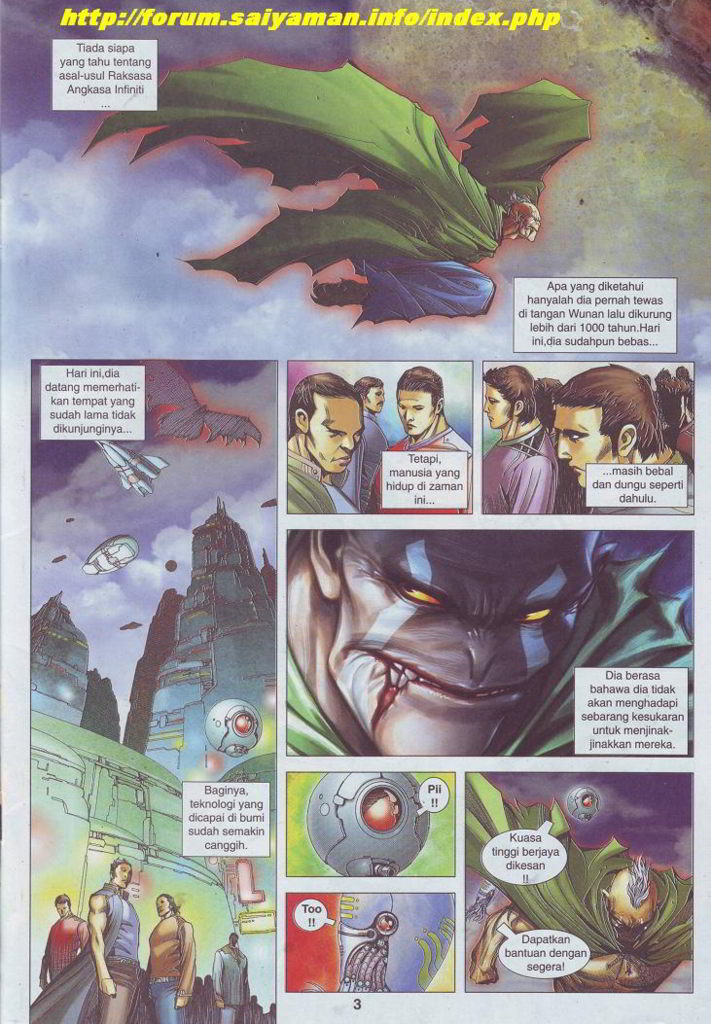 http://forum.saiyaman.info/index.php
Tiada siapa
yang tahu tentang
asal-usul Raksasa
Angkasa Infiniti
...
Apa yang diketahui
hanyalah dia pernah tewas
di tangan Wunan lalu dikurung
lebih dari 1000 tahun.Hari
ini,dia sudahpun bebas...
Hari ini,dia
datang memerhati-
kan tempat yang
sudah lama tidak
dikunjunginya...
Tetapi,
manusia yang
hidup di zaman
ini...
...masih bebal
dan dungu seperti
dahulu.
Dia berasa
bahawa dia tidak
akan menghadapi
sebarang kesukaran
untuk menjinak-
jinakkan mereka.
Baginya,
teknologi yang
dicapai di bumi
sudah semakin
canggih.
Pii
!!
Too
!!
Kuasa
tinggi berjaya
dikesan
!!
Dapatkan
bantuan dengan
segera!
3